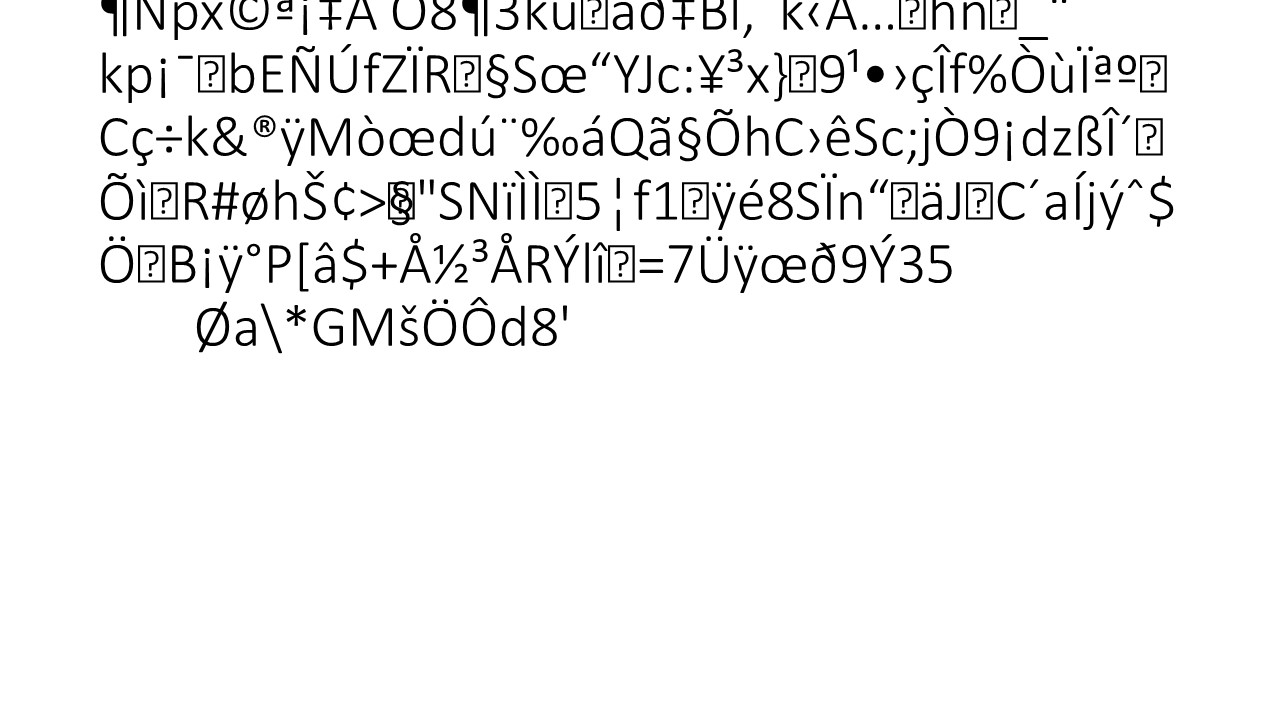 kp¡¯bEÑÚfZÏR§Sœ“YJc:¥³x}9¹•›çÎf%ÒùÏªº
Cç÷k&®ÿMòœdú¨‰áQã§ÕhC›êSc;jÒ9¡dzßÎ´
ÕìR#øhŠ¢>§"SNïÌÌ5¦f1ÿé8SÏn“äJC´aÍjýˆ$
ÖB¡ÿ°P[â$+Å½³ÅRÝlî=7Üÿœð9Ý35
Øa\*GMšÖÔd8'